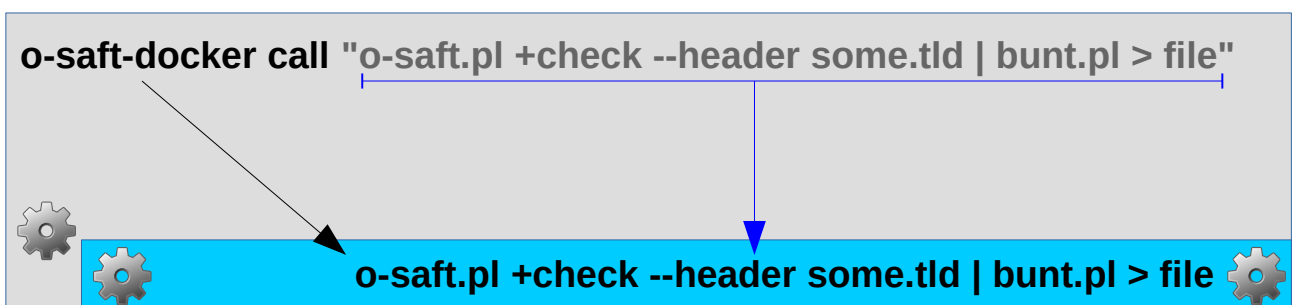 o-saft-docker call "o-saft.pl +check --header some.tld | bunt.pl > file"
o-saft.pl +check --header some.tld | bunt.pl > file